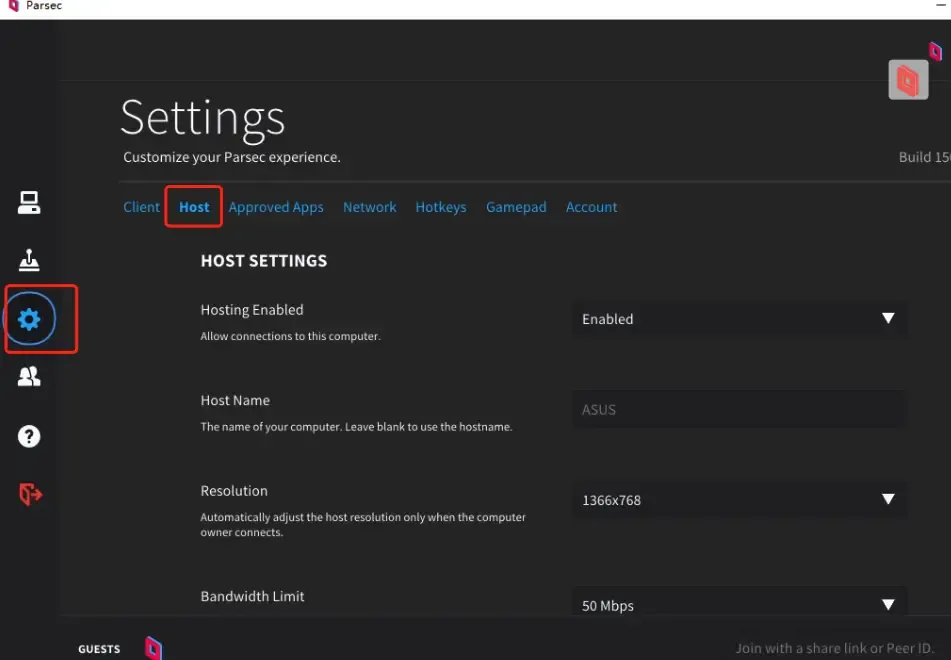 Parsec
Settings
Customize your Parsec experience.
Build 15
Client Host Approved Apps Network Hotkeys Gamepad Account
HOST SETTINGS
Hosting Enabled
Allow connections to this computer.
Enabled
Host Name
The name of your computer. Leave blank to use the hostname.
ASUS
Resolution
Automatically adjust the host resolution only when the computer
owner connects.
1366x768
Bandwidth Limit
50 Mbps
GUESTS
Join with a share link or Peer ID.